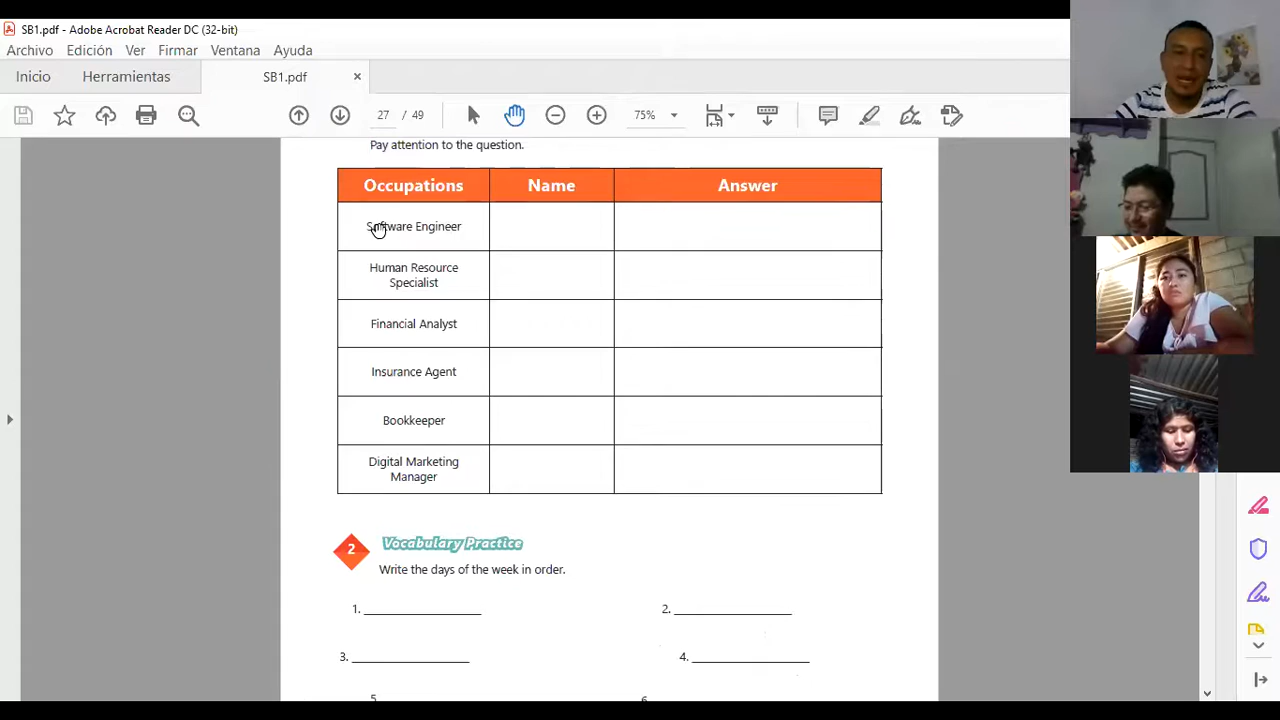 SB1.pdf - Adobe Acrobat Reader DC (32-bit)
Archivo Edición Ver Firmar Ventana Ayuda
Inicio Herramientas SB1.pdf ×
27 / 49 75%
Pay attention to the question.
Occupations Name Answer
Software Engineer
Human Resource
Specialist
Financial Analyst
Insurance Agent
Bookkeeper
Digital Marketing
Manager
2 Vocabulary Practice
Write the days of the week in order.
1. 2.
3. 4.
5 6